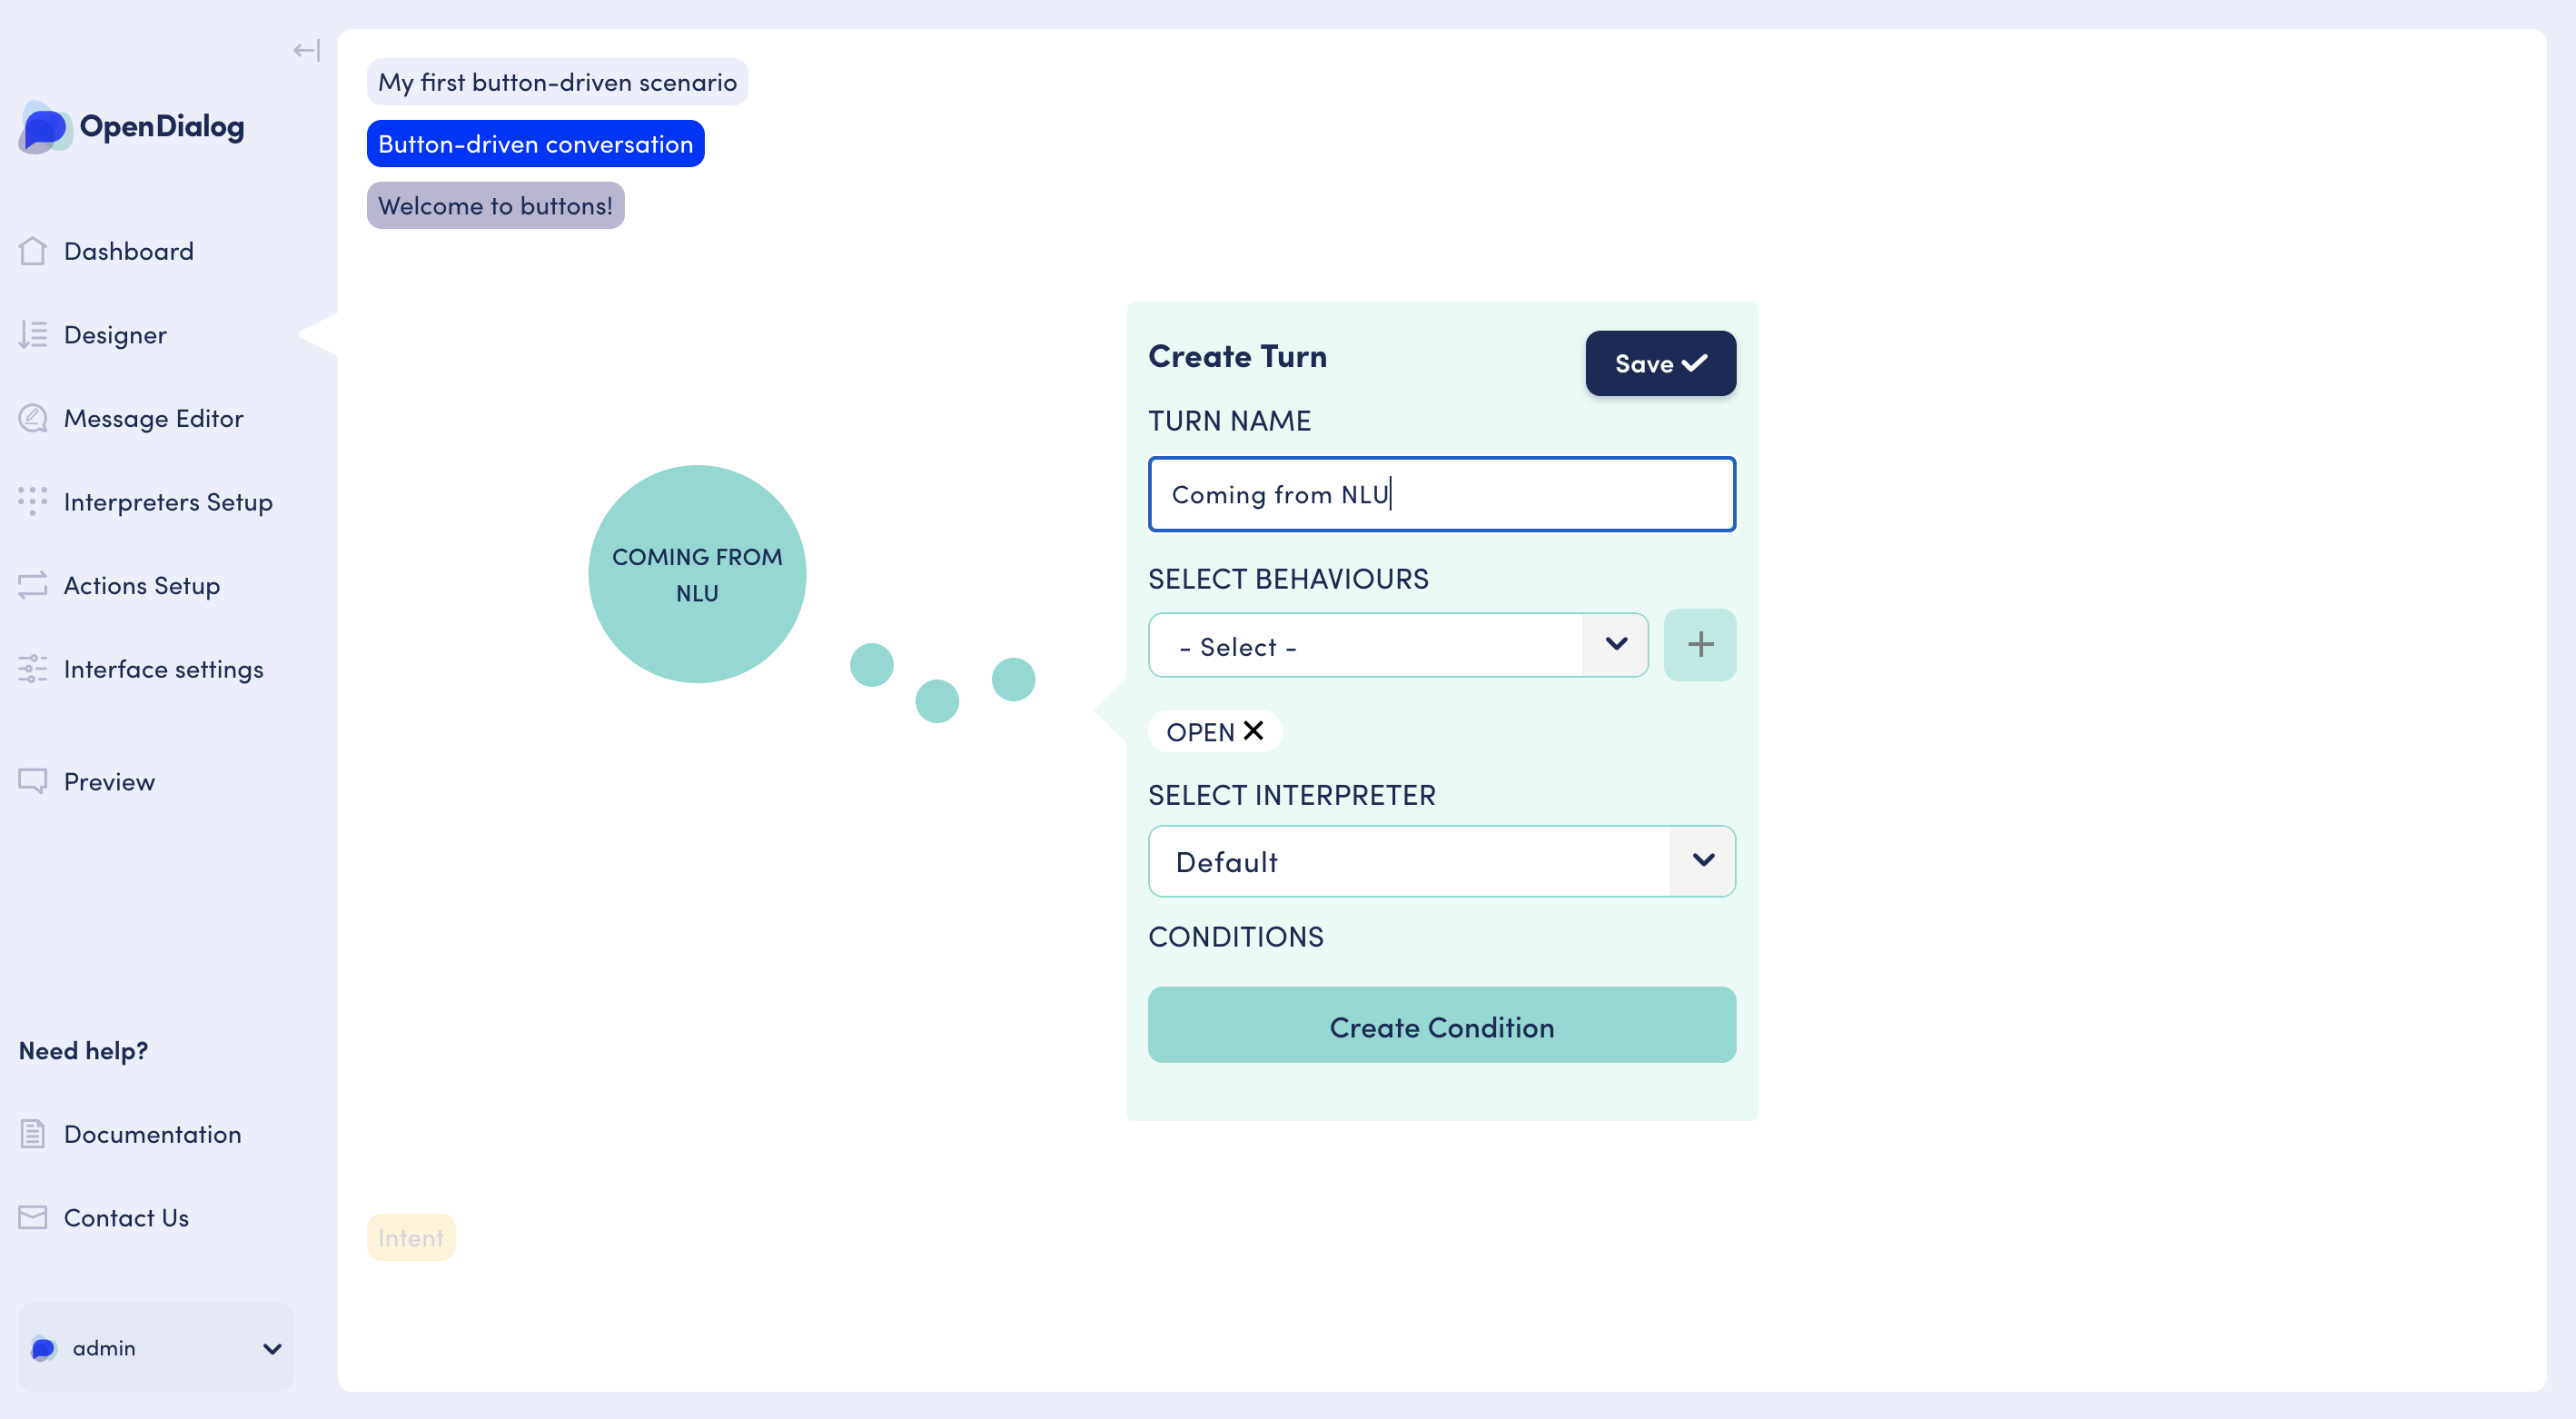 OpenDialog
Dashboard
Designer
Message Editor
Interpreters Setup
Actions Setup
Interface settings
Preview
Need help?
Documentation
Contact Us
admin
My first button-driven scenario
Button-driven conversation
Welcome to buttons!
COMING FROM
NLU
Intent
Create Turn
Save
TURN NAME
Coming from NLU
SELECT BEHAVIOURS
- Select -
OPEN
SELECT INTERPRETER
Default
CONDITIONS
Create Condition